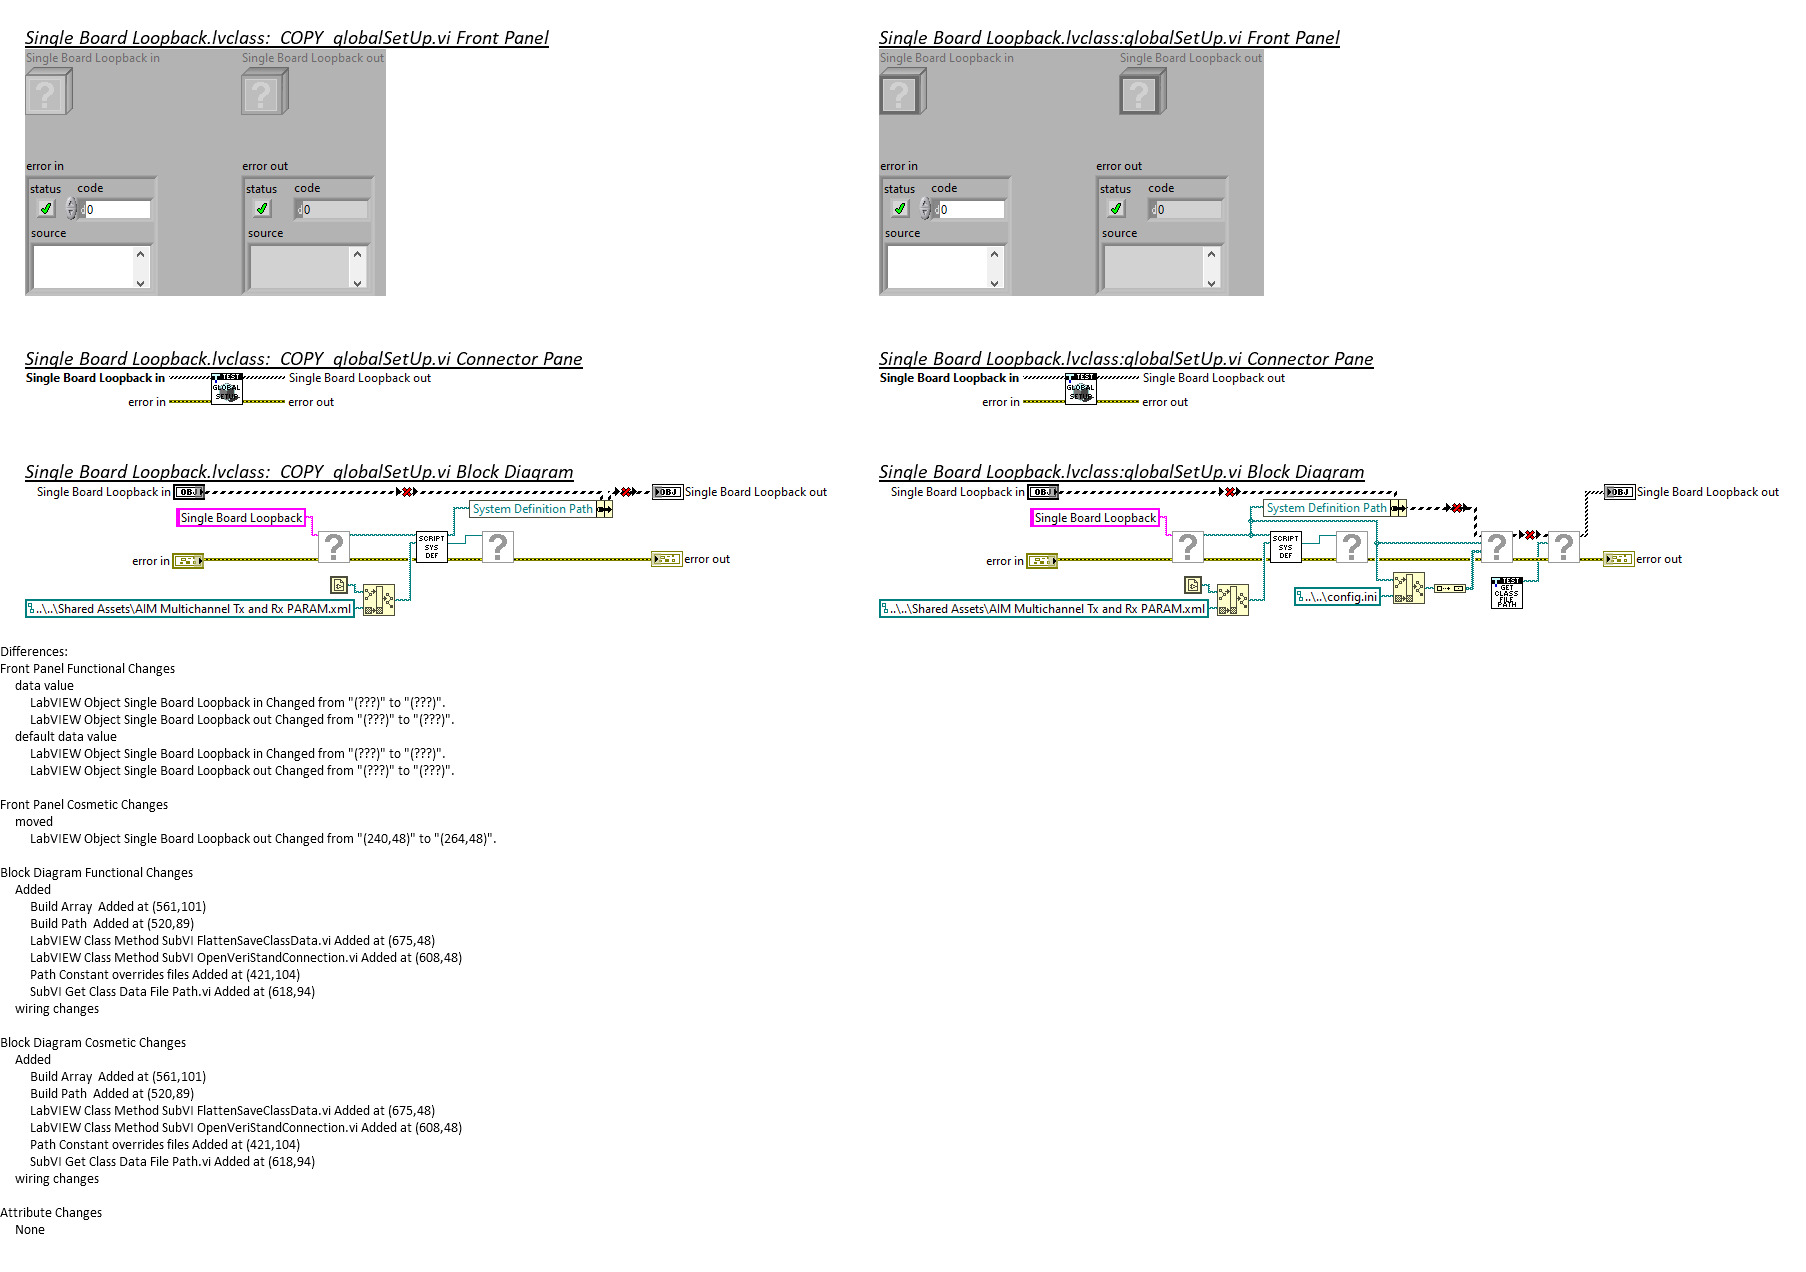 Single Board Loopback.lvclass:_COPY_globalSetUp.vi Front Panel
Single Board Loopback in
Single Board Loopback out
error in
error out
status
code
0
status
code
0
source
source
Single Board Loopback.lvclass:globalSetUp.vi Front Panel
Single Board Loopback in
Single Board Loopback out
error in
error out
status
code
0
status
code
0
source
source
Single Board Loopback.lvclass:_COPY_globalSetUp.vi Connector Pane
Single Board Loopback in
Single Board Loopback out
TEST
GLOBAL
SETUP
error in
error out
Single Board Loopback.lvclass:globalSetUp.vi Connector Pane
Single Board Loopback in
Single Board Loopback out
TEST
GLOBAL
SETUP
error in
error out
Single Board Loopback.lvclass:_COPY_globalSetUp.vi Block Diagram
Single Board Loopback in
OBJ
OBJ
Single Board Loopback out
System Definition Path
Single Board Loopback
?
SCRIPT
SYS
DEF
?
error in
error out
..\..\Shared Assets\AIM Multichannel Tx and Rx PARAM.xml
Single Board Loopback.lvclass:globalSetUp.vi Block Diagram
Single Board Loopback in
OBJ
OBJ
Single Board Loopback out
System Definition Path
Single Board Loopback
?
SCRIPT
SYS
DEF
?
?
?
error in
error out
..\..\config.ini
TEST
GET
CLASS
FILE
PATH
..\..\Shared Assets\AIM Multichannel Tx and Rx PARAM.xml
Differences:
Front Panel Functional Changes
data value
LabVIEW Object Single Board Loopback in Changed from "(???)" to "(???)".
LabVIEW Object Single Board Loopback out Changed from "(???)" to "(???)".
default data value
LabVIEW Object Single Board Loopback in Changed from "(???)" to "(???)".
LabVIEW Object Single Board Loopback out Changed from "(???)" to "(???)".
Front Panel Cosmetic Changes
moved
LabVIEW Object Single Board Loopback out Changed from "(240,48)" to "(264,48)".
Block Diagram Functional Changes
Added
Build Array  Added at (561,101)
Build Path  Added at (520,89)
LabVIEW Class Method SubVI FlattenSaveClassData.vi Added at (675,48)
LabVIEW Class Method SubVI OpenVeriStandConnection.vi Added at (608,48)
Path Constant overrides files Added at (421,104)
SubVI Get Class Data File Path.vi Added at (618,94)
wiring changes
Block Diagram Cosmetic Changes
Added
Build Array  Added at (561,101)
Build Path  Added at (520,89)
LabVIEW Class Method SubVI FlattenSaveClassData.vi Added at (675,48)
LabVIEW Class Method SubVI OpenVeriStandConnection.vi Added at (608,48)
Path Constant overrides files Added at (421,104)
SubVI Get Class Data File Path.vi Added at (618,94)
wiring changes
Attribute Changes
None